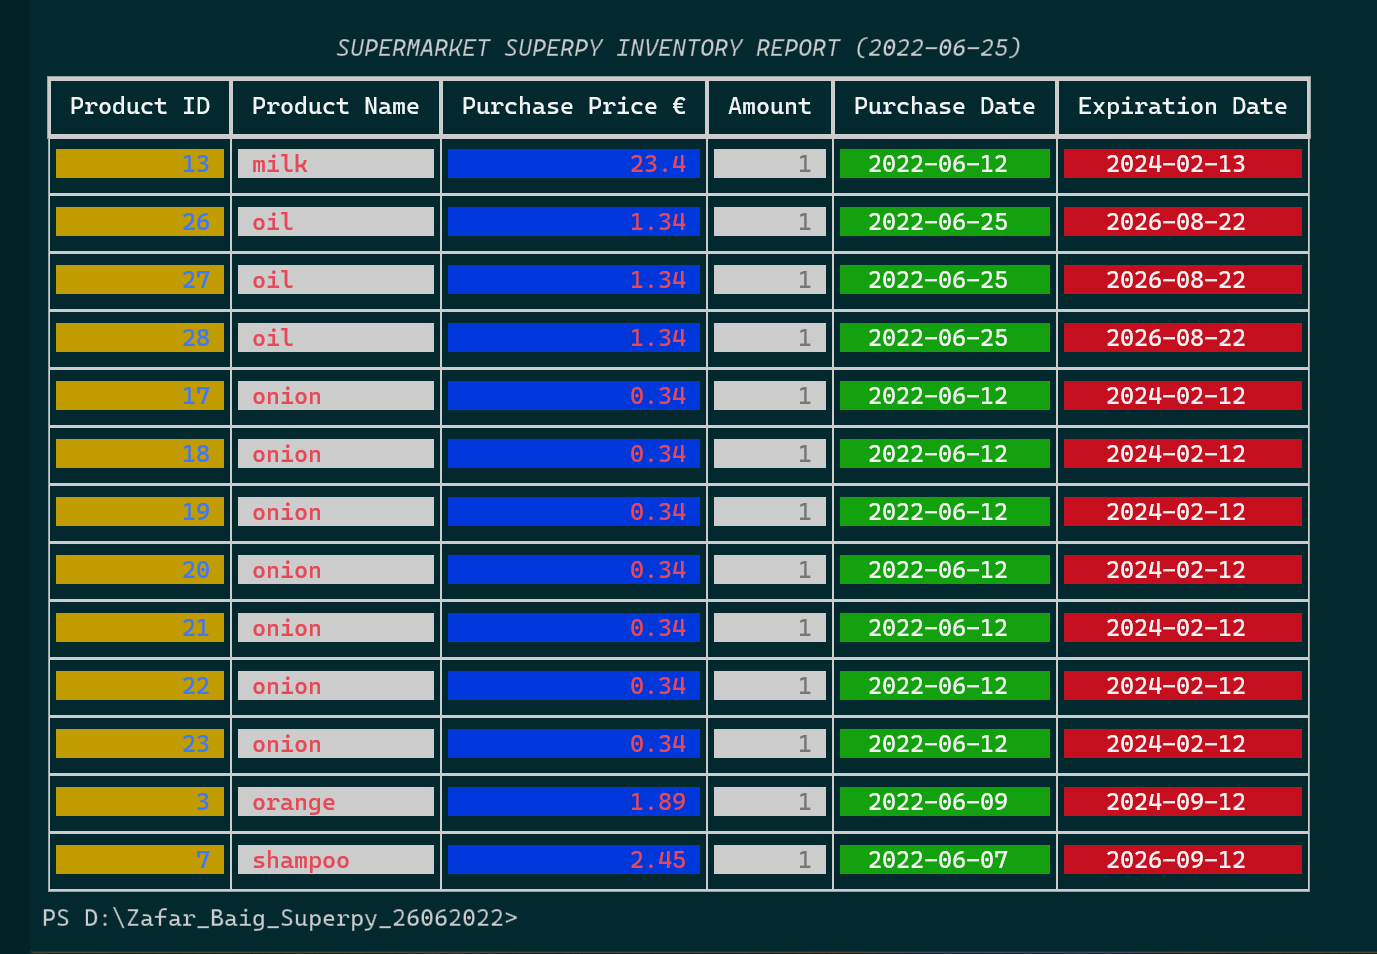 SUPERMARKET SUPERPY INVENTORY REPORT (2022-06-25)
Product ID Product Name Purchase Price € Amount Purchase Date Expiration Date
13 milk 23.4 1 2022-06-12 2024-02-13
26 oil 1.34 1 2022-06-25 2026-08-22
27 oil 1.34 1 2022-06-25 2026-08-22
28 oil 1.34 1 2022-06-25 2026-08-22
17 onion 0.34 1 2022-06-12 2024-02-12
18 onion 0.34 1 2022-06-12 2024-02-12
19 onion 0.34 1 2022-06-12 2024-02-12
20 onion 0.34 1 2022-06-12 2024-02-12
21 onion 0.34 1 2022-06-12 2024-02-12
22 onion 0.34 1 2022-06-12 2024-02-12
23 onion 0.34 1 2022-06-12 2024-02-12
3 orange 1.89 1 2022-06-09 2024-09-12
7 shampoo 2.45 1 2022-06-07 2026-09-12
PS D:\Zafar_Baig_Superpy_26062022>